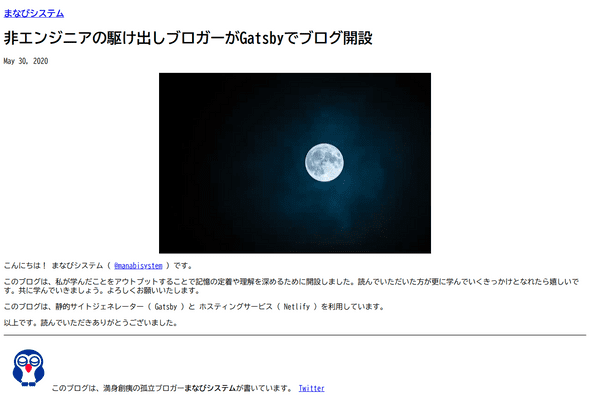 まなびシステム
非エンジニアの駆け出しブロガーがGatsbyでブログ開設
May 30, 2020
こんにちは! まなびシステム ( @manabisystem ) です。
このブログは、私が学んだことをアウトプットすることで記憶の定着や理解を深めるために開設しました。読んでいただいた方が更に学んでいくきっかけとなれたら嬉しいで
す。共に学んでいきましょう。よろしくお願いいたします。
このブログは、静的サイトジェネレーター ( Gatsby ) と ホスティングサービス ( Netlify ) を利用しています。
以上です。読んでいただきありがとうございました。
このブログは、満身創痍の孤立ブロガーまなびシステムが書いています。 Twitter